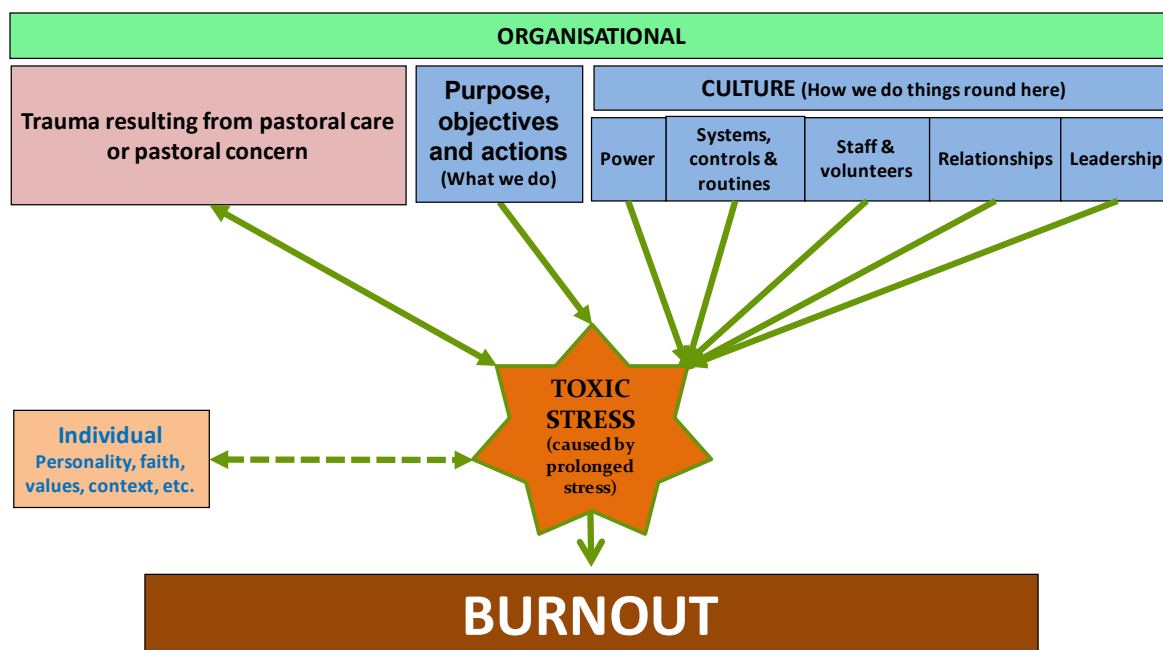 ORGANISATIONAL
Trauma resulting from pastoral care
or pastoral concern
Purpose,
objectives
and actions
(What we do)
CULTURE (How we do things round here)
Power
Systems,
controls &
routines
Staff &
volunteers
Relationships
Leadership
TOXIC
STRESS
(caused by
prolonged
stress)
Individual
Personality, faith,
values, context, etc.
BURNOUT